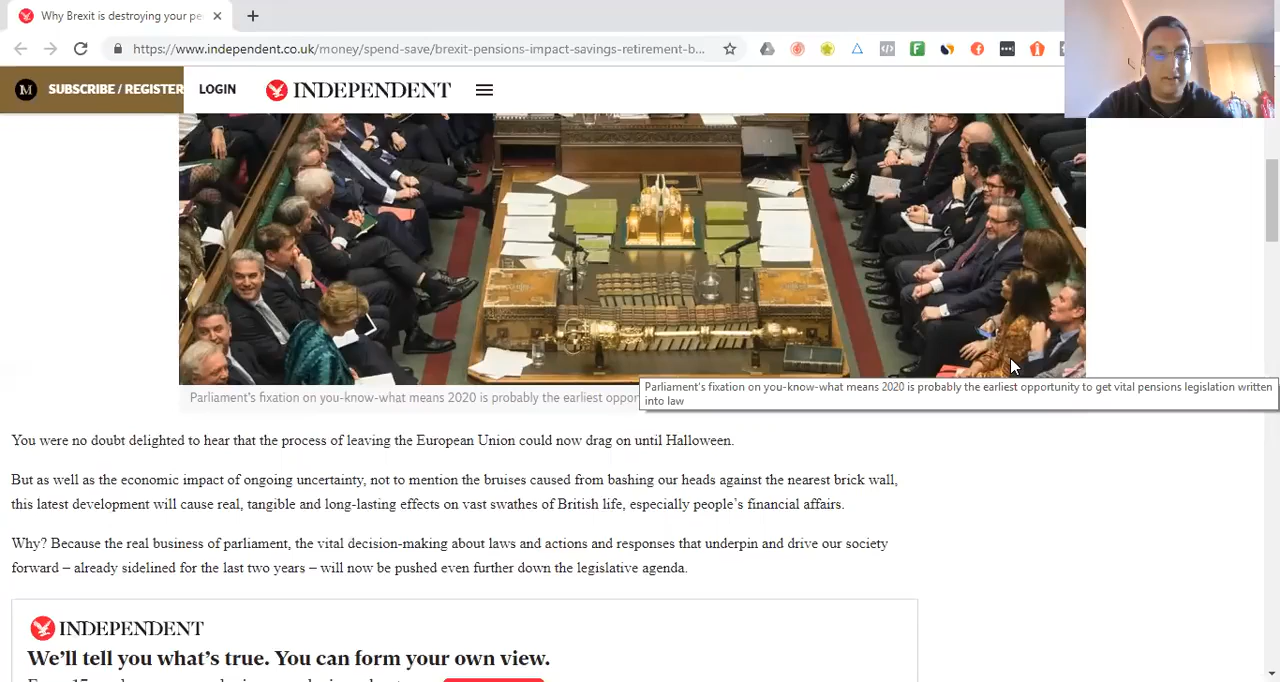 Why Brexit is destroying your pe
https://www.independent.co.uk/money/spend-save/brexit-pensions-impact-savings-retirement-b...
M SUBSCRIBE / REGISTER LOGIN INDEPENDENT
Parliament's fixation on you-know-what means 2020 is probably the earliest oppor
Parliament's fixation on you-know-what means 2020 is probably the earliest opportunity to get vital pensions legislation written
into law
You were no doubt delighted to hear that the process of leaving the European Union could now drag on until Halloween.
But as well as the economic impact of ongoing uncertainty, not to mention the bruises caused from bashing our heads against the nearest brick wall,
this latest development will cause real, tangible and long-lasting effects on vast swathes of British life, especially people's financial affairs.
Why? Because the real business of parliament, the vital decision-making about laws and actions and responses that underpin and drive our society
forward – already sidelined for the last two years – will now be pushed even further down the legislative agenda.
INDEPENDENT
We'll tell you what's true. You can form your own view.